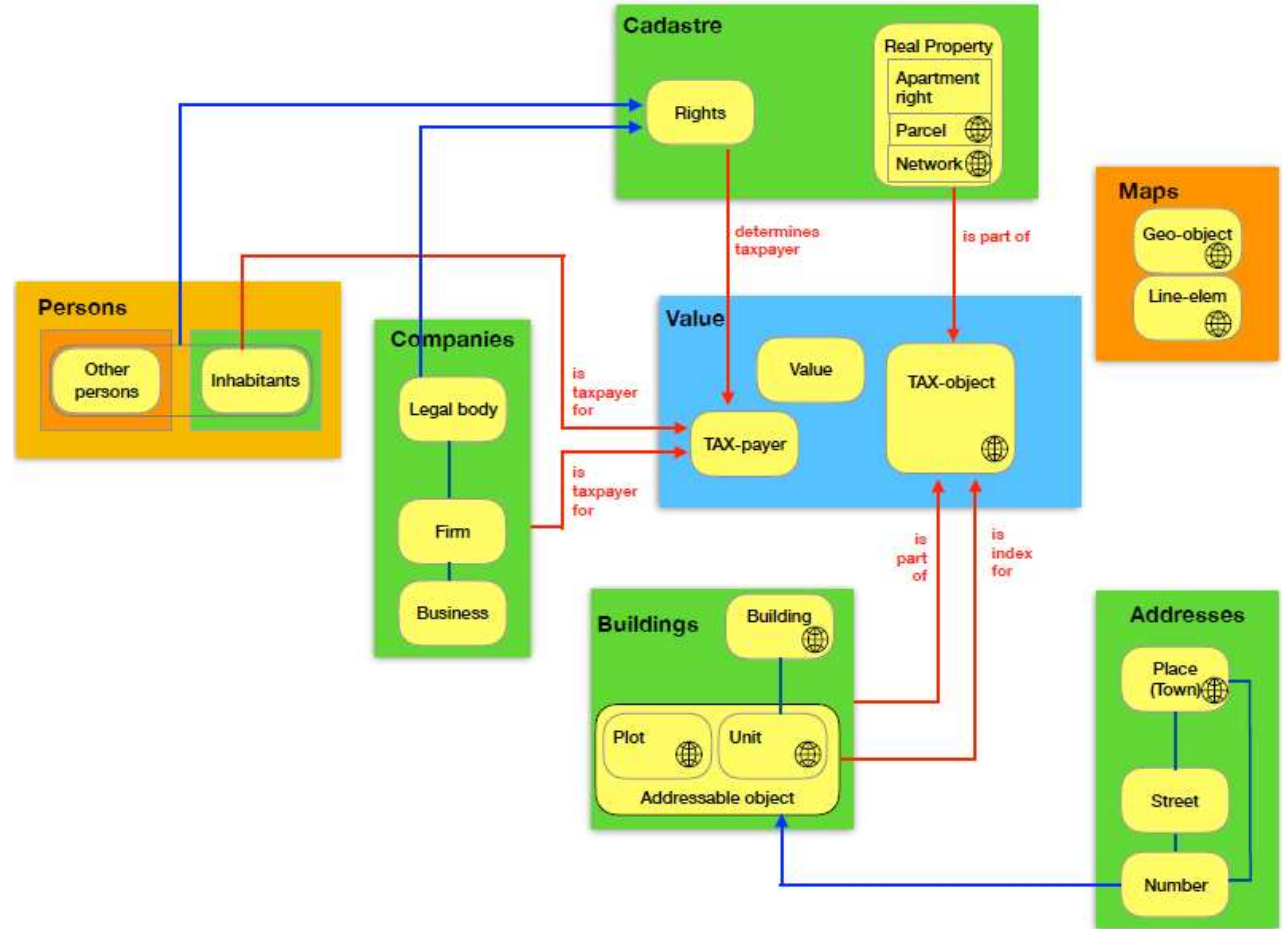 Cadastre
Real Property
Apartment
right
Parcel
Network
Rights
Maps
Geo-object
Line-elem
determines
taxpayer
is part of
Persons
Other
persons
Inhabitants
Companies
Legal body
Firm
Business
is
taxpayer
for
is
taxpayer
for
Value
Value
TAX-object
TAX-payer
is
part
of
is
index
for
Buildings
Building
Plot
Unit
Addressable object
Addresses
Place
(Town)
Street
Number